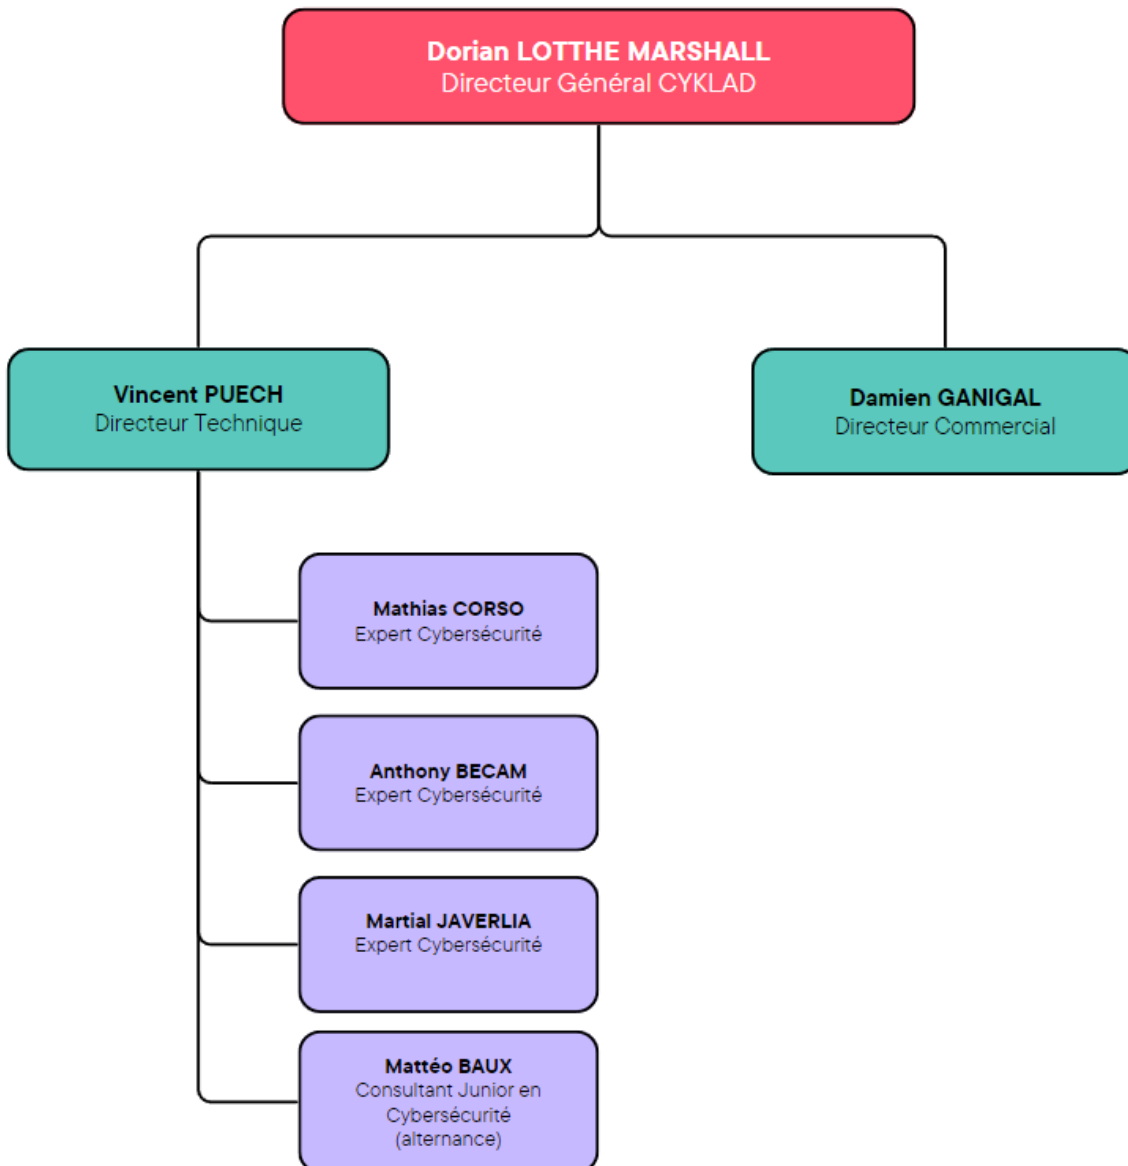 Dorian LOTTHE MARSHALL
Directeur Général CYKLAD
Vincent PUECH
Directeur Technique
Damien GANIGAL
Directeur Commercial
Mathias CORSO
Expert Cybersécurité
Anthony BECAM
Expert Cybersécurité
Martial JAVERLIA
Expert Cybersécurité
Mattéo BAUX
Consultant Junior en
Cybersécurité
(alternance)